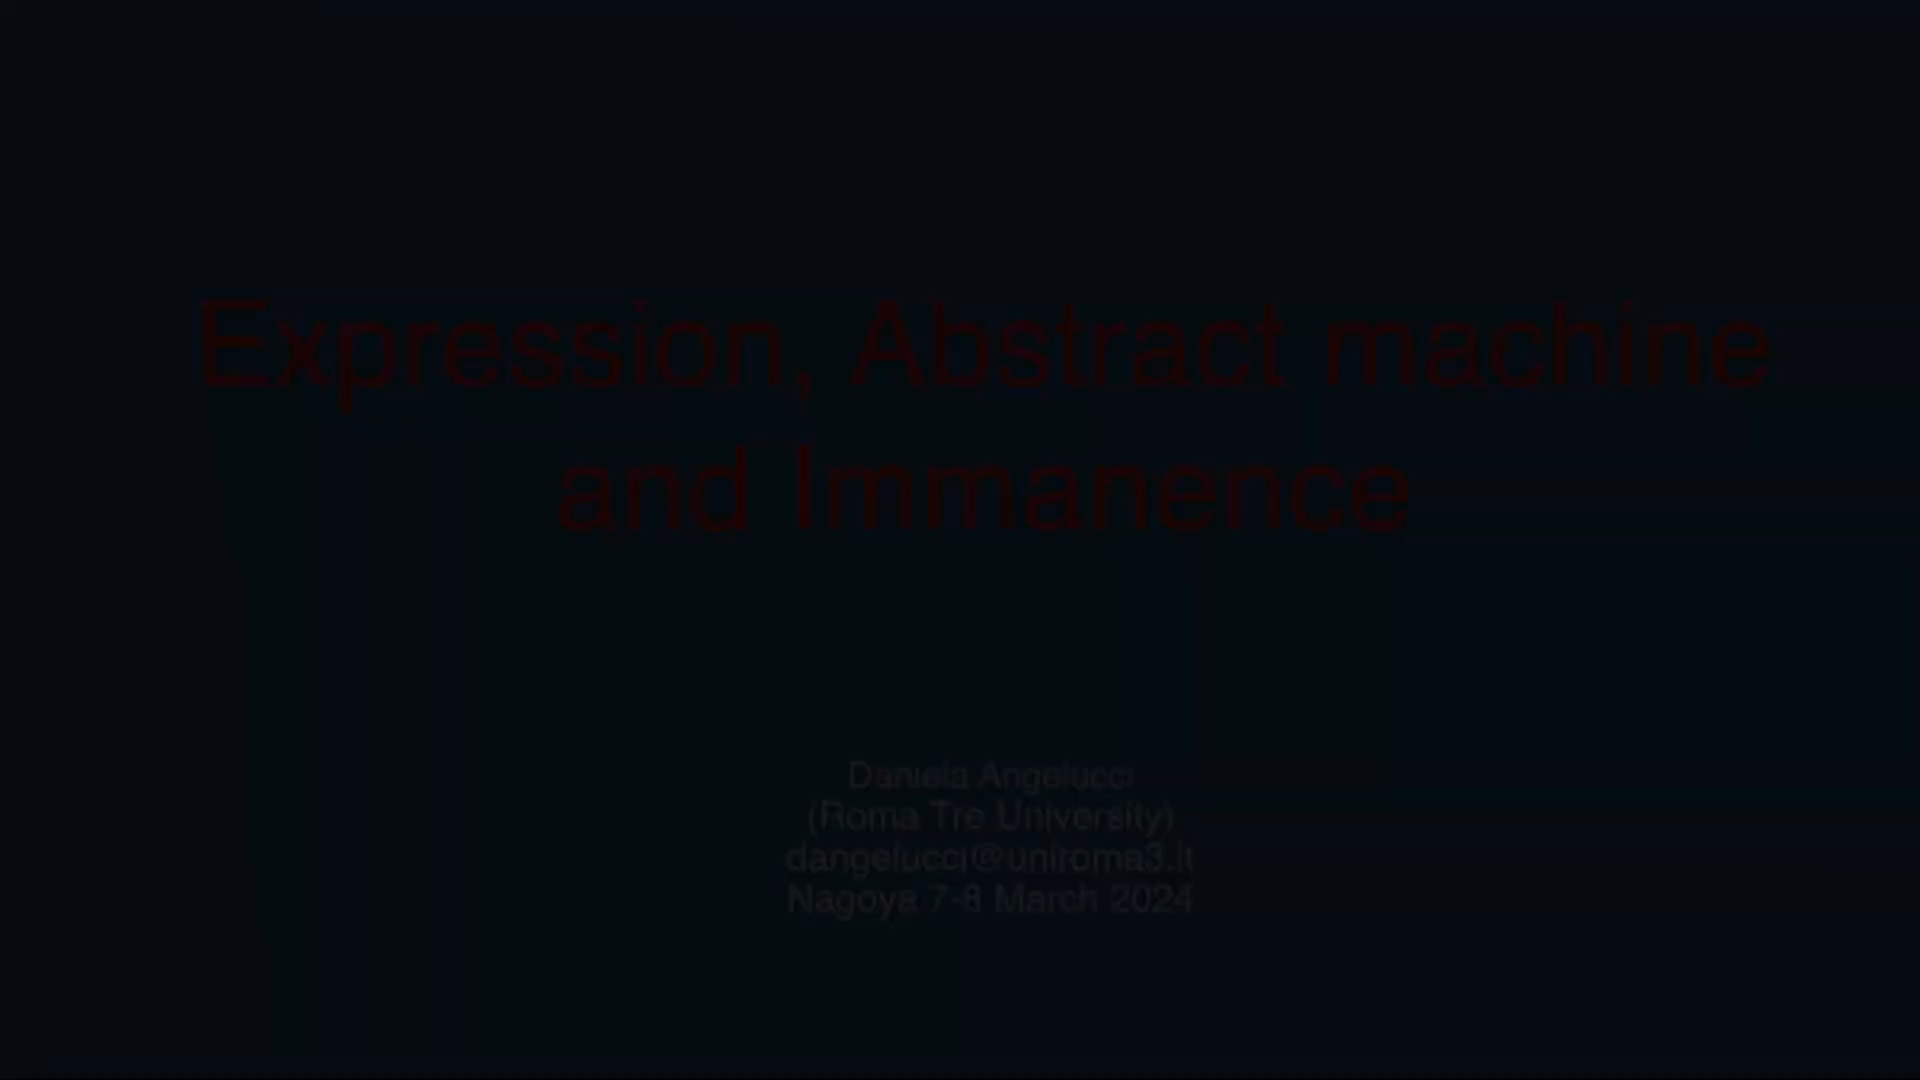 Expression, Abstract machine
and Immanence
Daniela Angelucci
(Roma Tre University)
dangelucci@uniroma3.it
Nagoya 7-8 March 2024